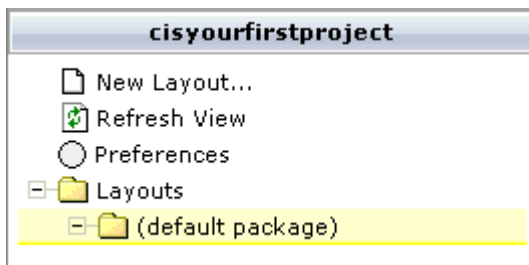 cisyourfirstproject
New Layout...
Refresh View
Preferences
Layouts
(default package)